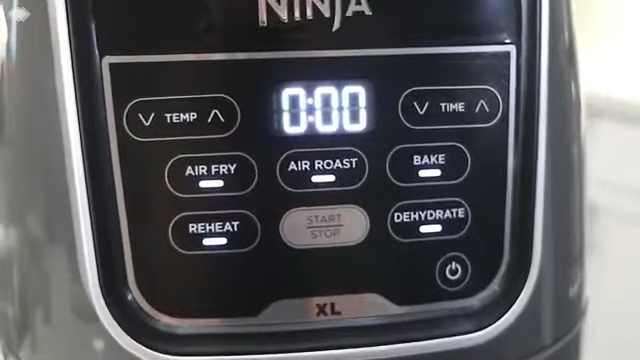 NINJA
TEMP
0:00
TIME
AIR FRY
AIR ROAST
BAKE
REHEAT
START
STOP
DEHYDRATE
XL